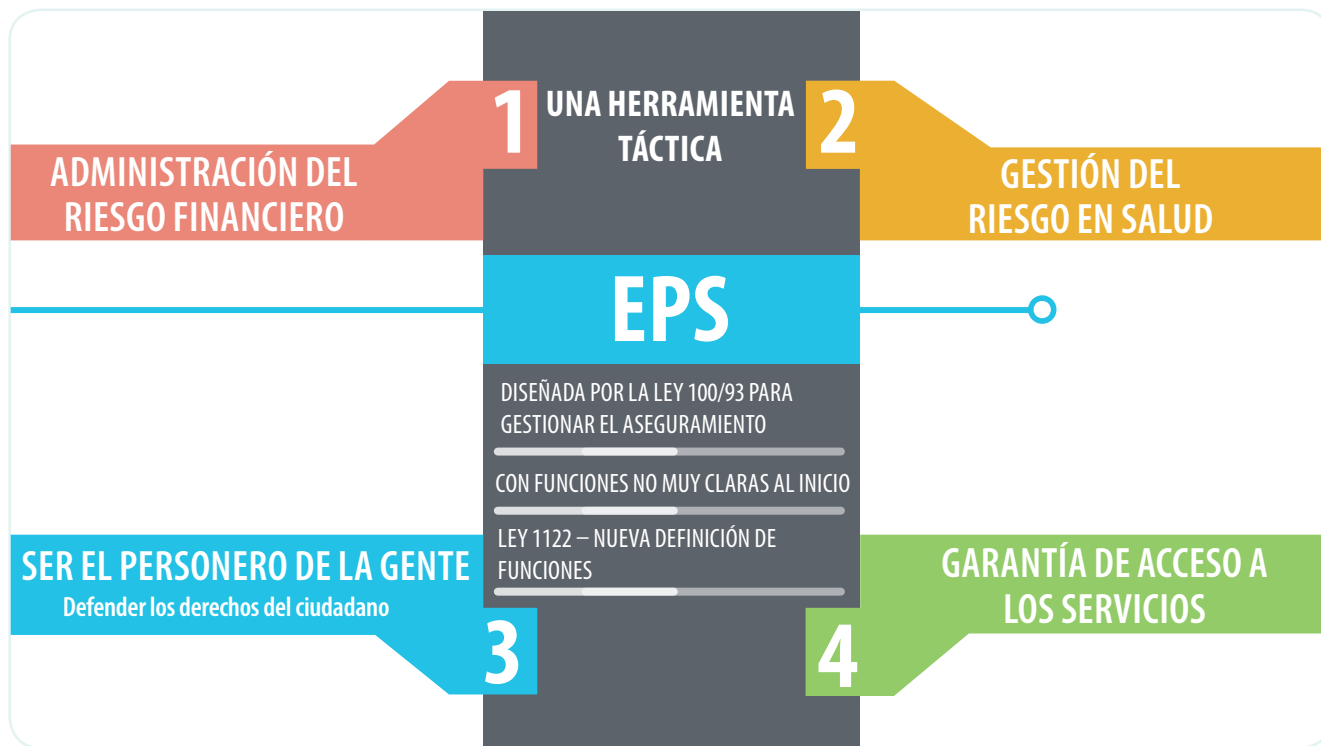 UNA HERRAMIENTA
TÁCTICA
1
ADMINISTRACIÓN DEL
RIESGO FINANCIERO
2
GESTIÓN DEL
RIESGO EN SALUD
EPS
DISEÑADA POR LA LEY 100/93 PARA
GESTIONAR EL ASEGURAMIENTO
CON FUNCIONES NO MUY CLARAS AL INICIO
LEY 1122 – NUEVA DEFINICIÓN DE
FUNCIONES
SER EL PERSONERO DE LA GENTE
Defender los derechos del ciudadano
3
GARANTÍA DE ACCESO A
LOS SERVICIOS
4